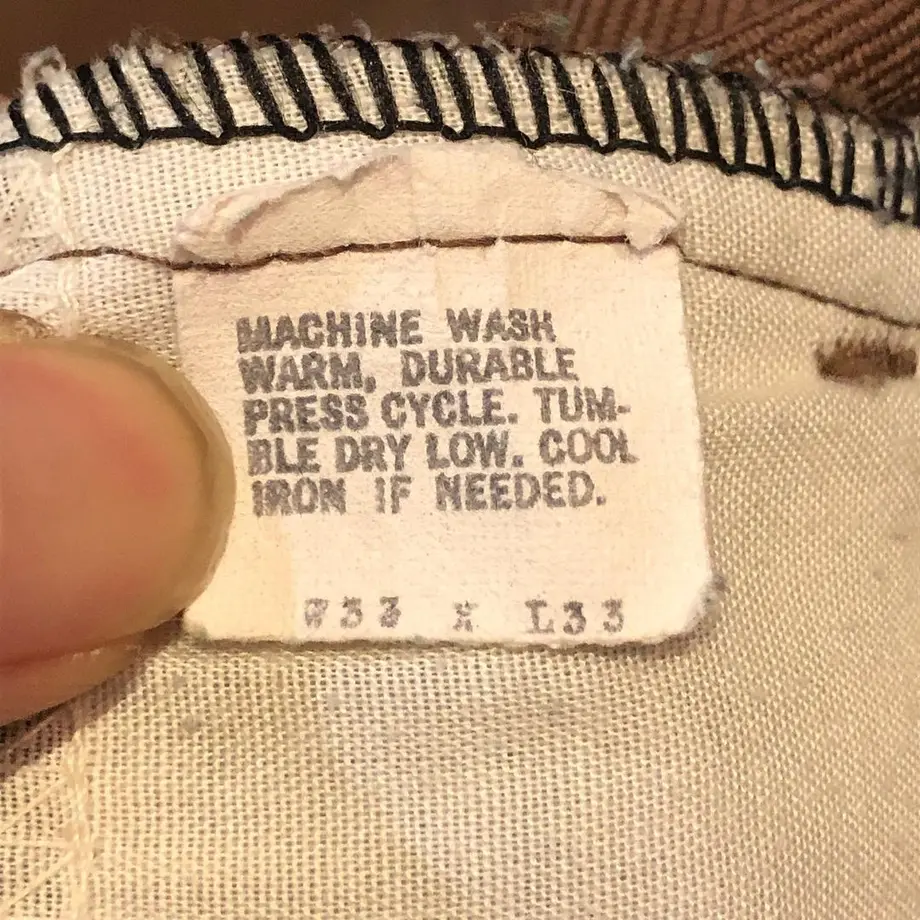 MACHINE WASH
WARM, DURABLE
PRESS CYCLE. TUM-
BLE DRY LOW. COOL
IRON IF NEEDED.
W33 X L33